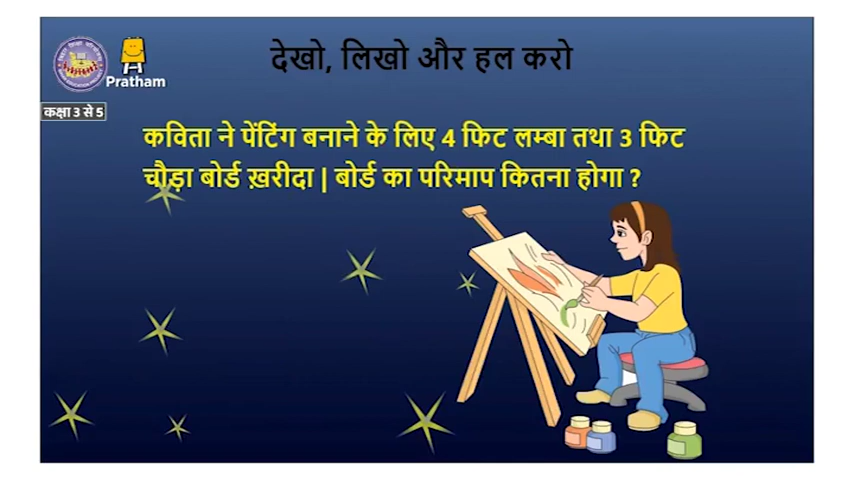 देखो, लिखो और हल करो
Pratham
कक्षा 3 से 5
कविता ने पेंटिंग बनाने के लिए 4 फिट लम्बा तथा 3 फिट
चौड़ा बोर्ड ख़रीदा | बोर्ड का परिमाप कितना होगा ?